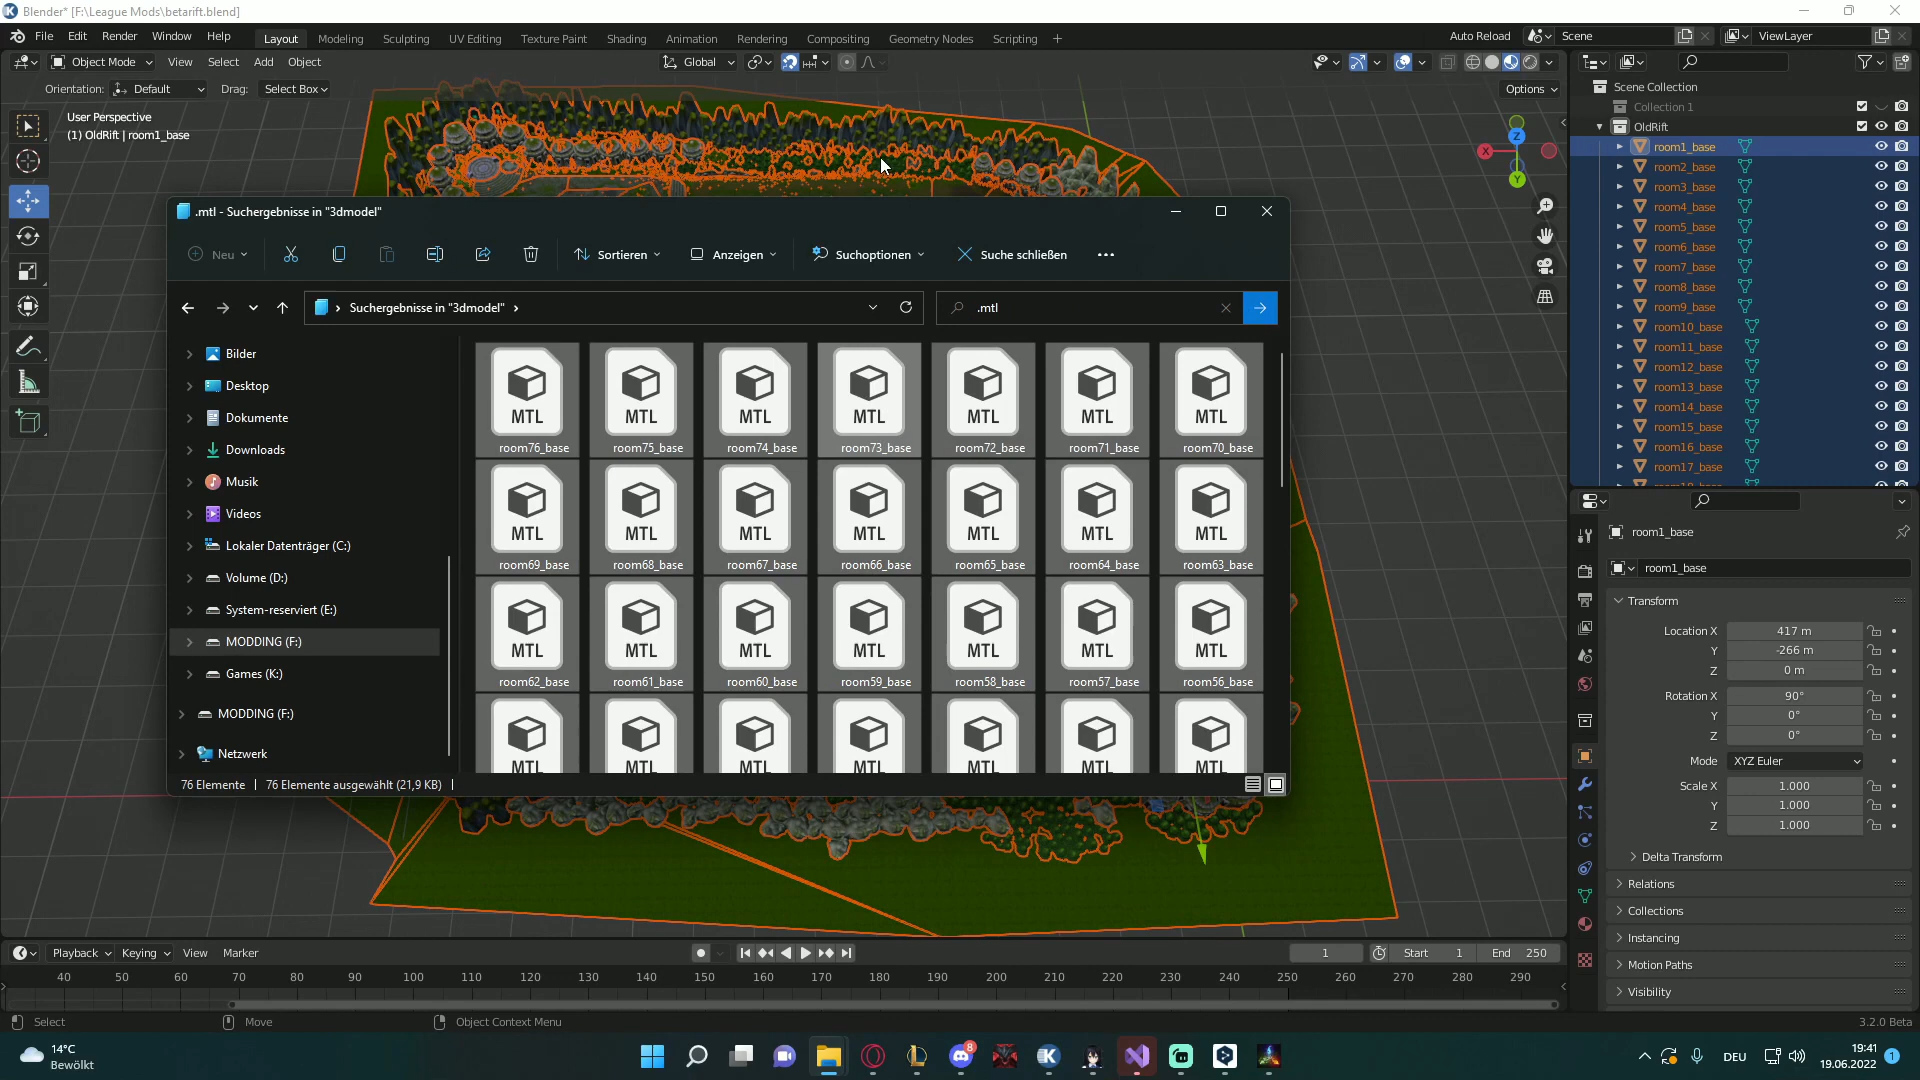 Blender* [F:\League Mods\betarift.blend]
File Edit Render Window Help
Layout Modeling Sculpting UV Editing Texture Paint Shading Animation Rendering Compositing Geometry Nodes Scripting +
Auto Reload Scene ViewLayer
Object Mode View Select Add Object Global
Orientation: Default Drag: Select Box Options
User Perspective
(1) OldRift | room1_base
Z
X
Y
Scene Collection
Collection 1
OldRift
room1_base
room2_base
room3_base
room4_base
room5_base
room6_base
room7_base
room8_base
room9_base
room10_base
room11_base
room12_base
room13_base
room14_base
room15_base
room16_base
room17_base
.mtl - Suchergebnisse in "3dmodel"
Neu Sortieren Anzeigen Suchoptionen Suche schließen
Suchergebnisse in "3dmodel" .mtl
Bilder
Desktop
Dokumente
Downloads
Musik
Videos
Lokaler Datenträger (C:)
Volume (D:)
System-reserviert (E:)
MODDING (F:)
Games (K:)
MODDING (F:)
Netzwerk
MTL MTL MTL MTL MTL MTL MTL
room76_base room75_base room74_base room73_base room72_base room71_base room70_base
MTL MTL MTL MTL MTL MTL MTL
room69_base room68_base room67_base room66_base room65_base room64_base room63_base
MTL MTL MTL MTL MTL MTL MTL
room62_base room61_base room60_base room59_base room58_base room57_base room56_base
MTL MTL MTL MTL MTL MTL MTL
76 Elemente 76 Elemente ausgewählt (21,9 KB)
room1_base
room1_base
Transform
Location X 417 m
Y -266 m
Z 0 m
Rotation X 90°
Y 0°
Z 0°
Mode XYZ Euler
Scale X 1.000
Y 1.000
Z 1.000
Delta Transform
Relations
Collections
Instancing
Motion Paths
Visibility
Playback Keying View Marker 1 Start 1 End 250
40 50 60 70 80 90 100 110 120 130 140 150 160 170 180 190 200 210 220 230 240 250 260 270 280 290
Select Move Object Context Menu 3.2.0 Beta
14°C
Bewölkt
8
DEU
19:41
19.06.2022
1